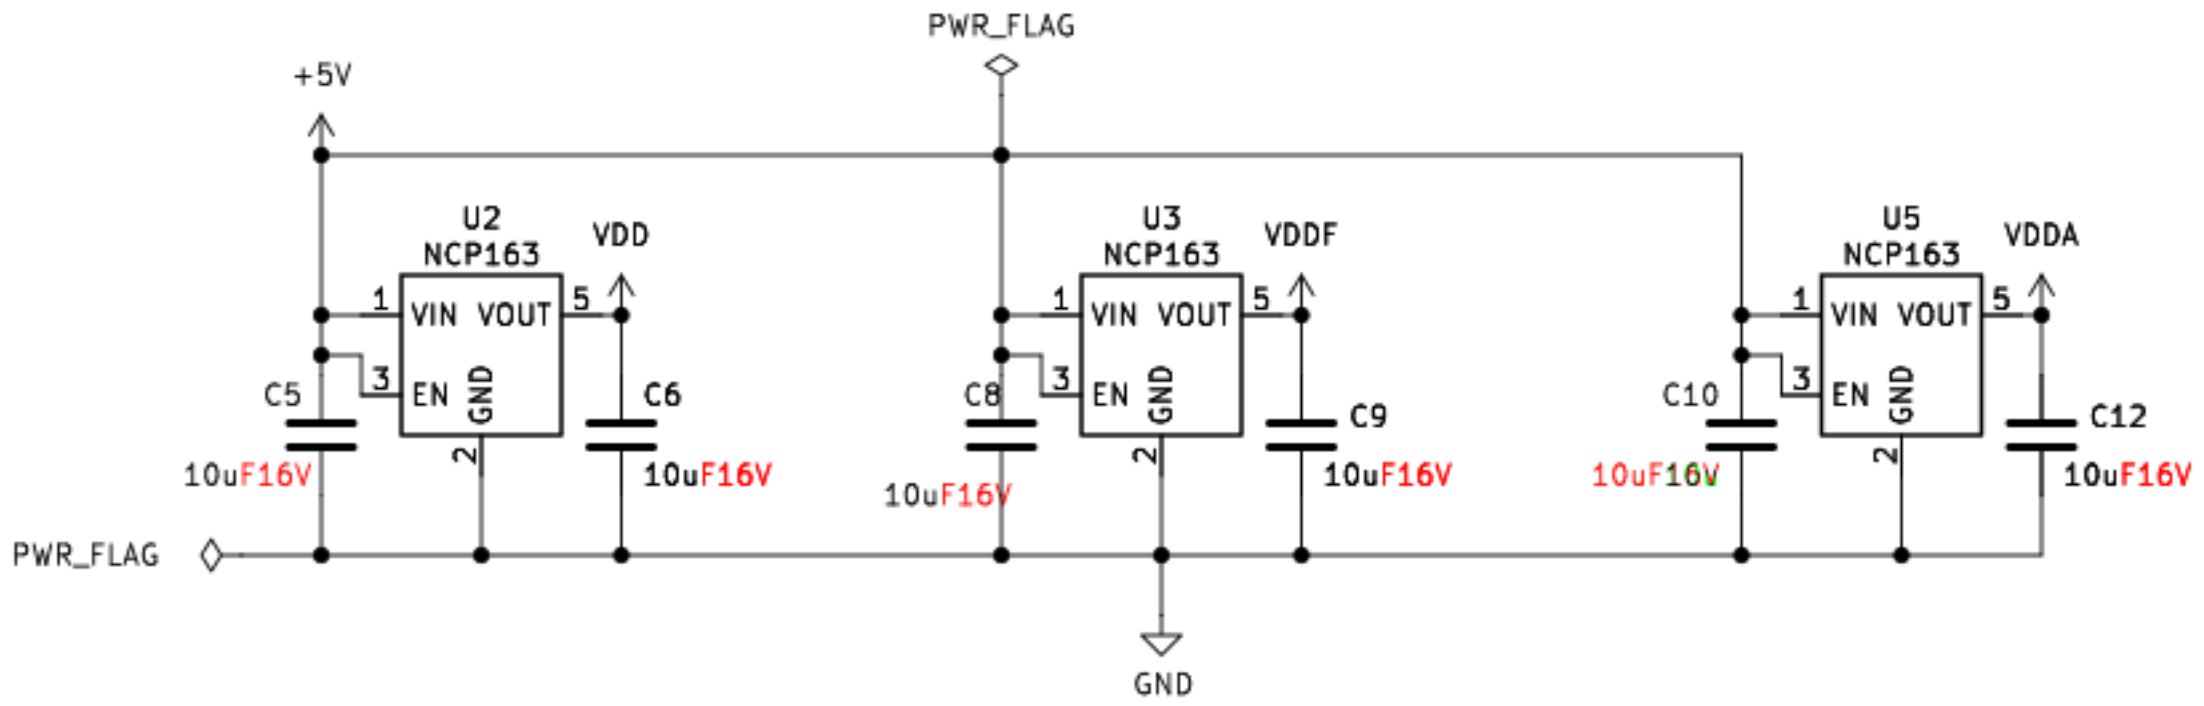 PWR_FLAG
+5V
U2
NCP163
VDD
1
VIN
VOUT
5
3
EN
GND
2
C5
10uF16V
C6
10uF16V
U3
NCP163
VDDF
1
VIN
VOUT
5
3
EN
GND
2
C8
10uF16V
C9
10uF16V
U5
NCP163
VDDA
1
VIN
VOUT
5
3
EN
GND
2
C10
10uF16V
C12
10uF16V
PWR_FLAG
GND